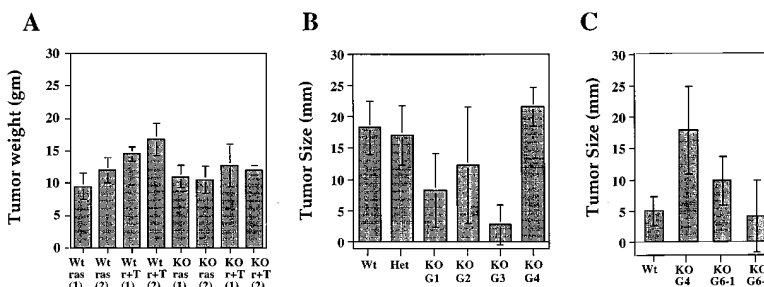 A
B
C
Tumor weight (gm)
30
25
20
15
10
5
0
Wt Wt Wt Wt KO KO KO KO
ras ras r+T r+T ras ras r+T r+T
(1) (2) (1) (2) (1) (2) (1) (2)
Tumor Size (mm)
30
25
20
15
10
5
0
Wt Het KO KO KO KO
G1 G2 G3 G4
Tumor Size (mm)
30
25
20
15
10
5
0
Wt KO KO
G4 G6-1